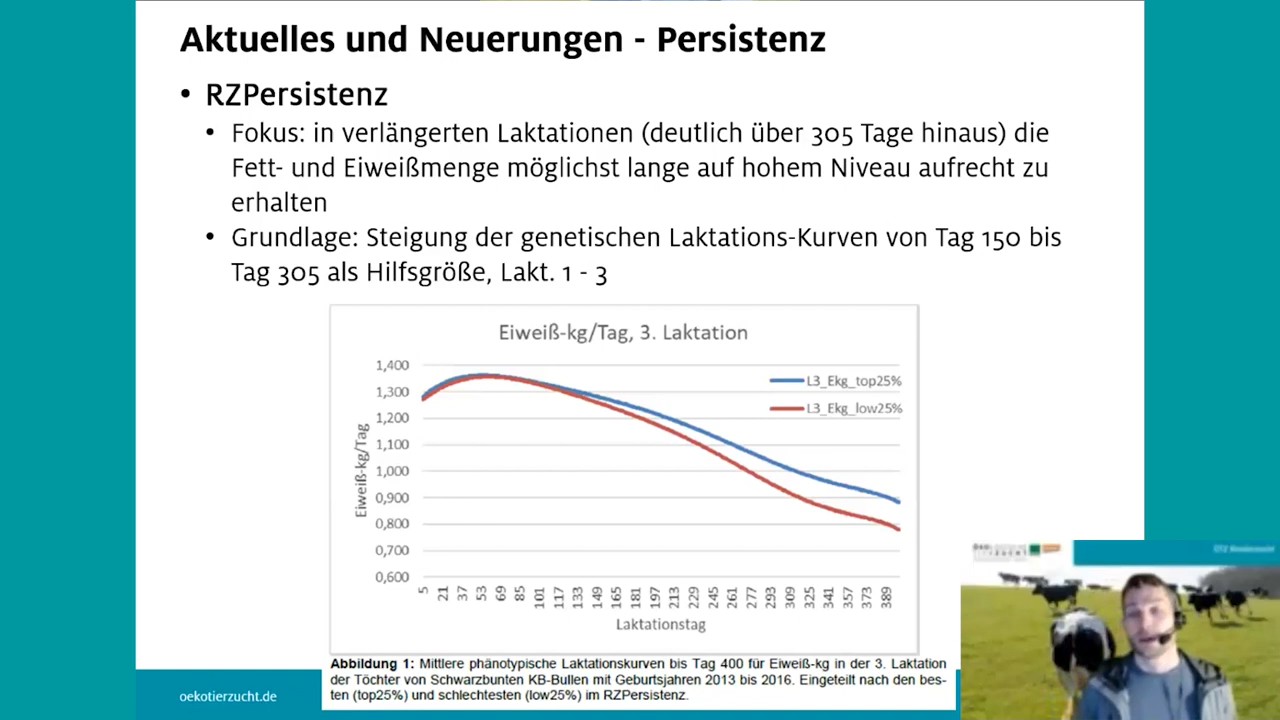 Aktuelles und Neuerungen - Persistenz
• RZPersistenz
• Fokus: in verlängerten Laktationen (deutlich über 305 Tage hinaus) die
Fett- und Eiweißmenge möglichst lange auf hohem Niveau aufrecht zu
erhalten
• Grundlage: Steigung der genetischen Laktations-Kurven von Tag 150 bis
Tag 305 als Hilfsgröße, Lakt. 1 - 3
Eiweiß-kg/Tag, 3. Laktation
1,400
1,300
1,200
1,100
1,000
0,900
0,800
0,700
0,600
Eiweiß-kg/Tag
L3_Ekg_top25%
L3_Ekg_low25%
5 21 37 53 69 85 101 117 133 149 165 181 197 213 229 245 261 277 293 309 325 341 357 373 389
Laktationstag
Abbildung 1: Mittlere phänotypische Laktationskurven bis Tag 400 für Eiweiß-kg in der 3. Laktation
der Töchter von Schwarzbunten KB-Bullen mit Geburtsjahren 2013 bis 2016. Eingeteilt nach den bes-
ten (top25%) und schlechtesten (low25%) im RZPersistenz.
oekotierzucht.de